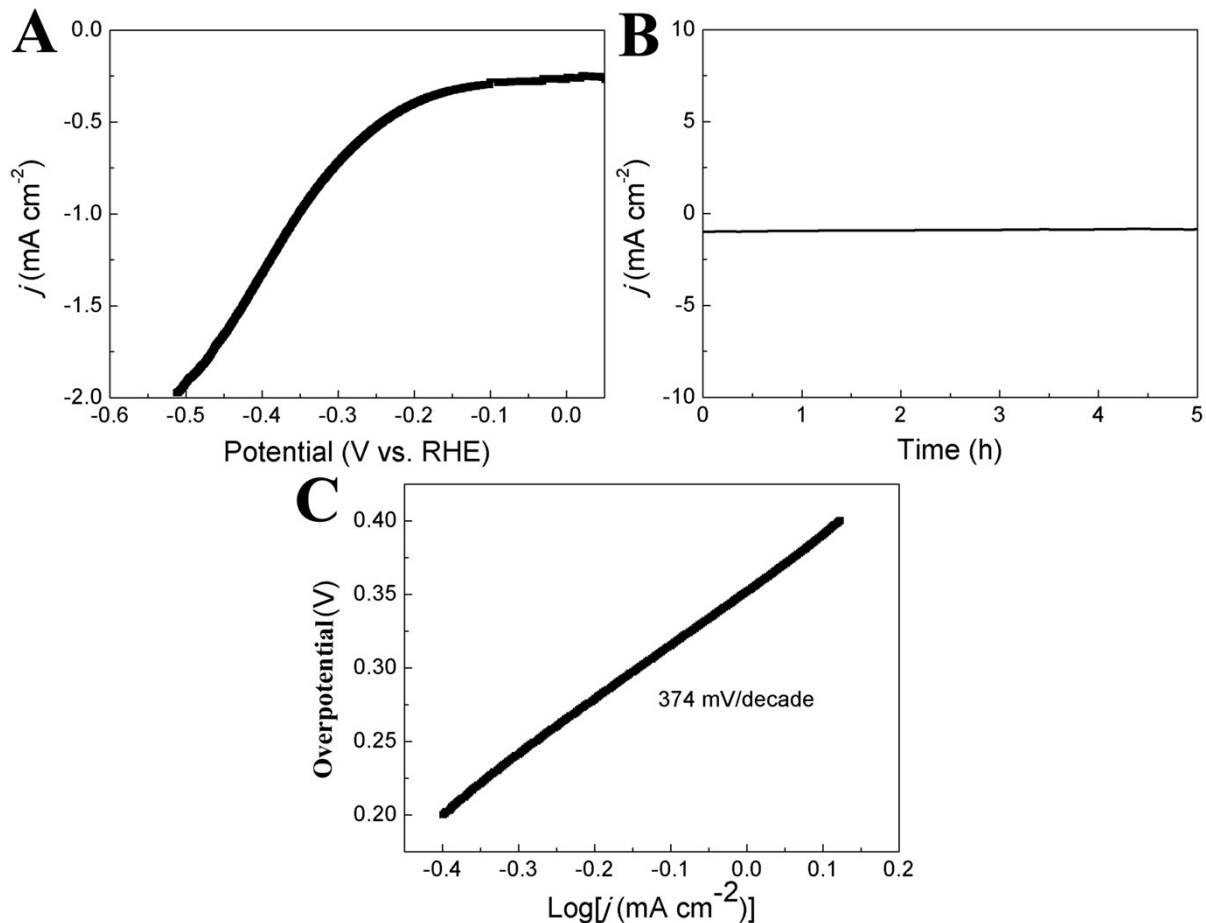 A
0.0
-0.5
-1.0
-1.5
-2.0
j (mA cm-2)
-0.6 -0.5 -0.4 -0.3 -0.2 -0.1 0.0
Potential (V vs. RHE)
B
10
5
0
-5
-10
j (mA cm-2)
0 1 2 3 4 5
Time (h)
C
0.40
0.35
0.30
0.25
0.20
Overpotential (V)
374 mV/decade
-0.4 -0.3 -0.2 -0.1 0.0 0.1 0.2
Log[j (mA cm-2)]